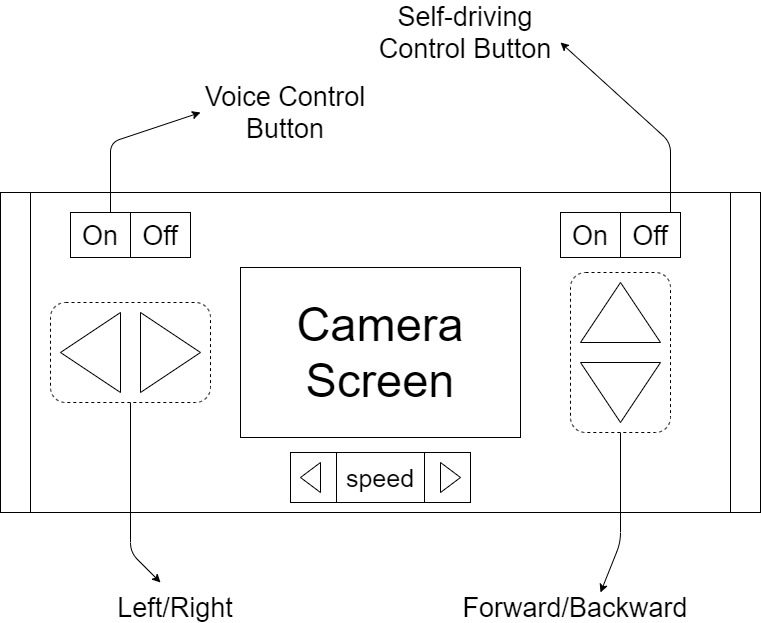 Self-driving
Control Button
Voice Control
Button
On Off
On Off
Camera
Screen
speed
Left/Right
Forward/Backward